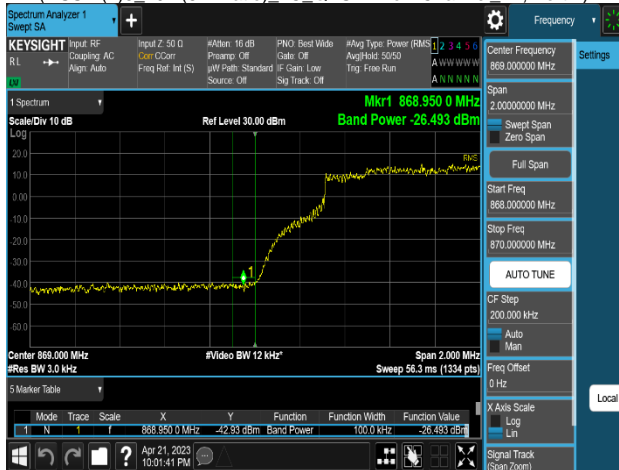 Spectrum Analyzer 1
Swept SA
Frequency
Settings
KEYSIGHT
RL
Input: RF
Coupling: AC
Align: Auto
Input Z: 50 Ω
Corr CCorr
Freq Ref: Int (S)
#Atten: 16 dB
Preamp: Off
µW Path: Standard
Source: Off
PNO: Best Wide
Gate: Off
IF Gain: Low
Sig Track: Off
#Avg Type: Power (RMS
Avg|Hold: 50/50
Trig: Free Run
1 2 3 4 5 6
A W W W W W
A N N N N N
1 Spectrum
Scale/Div 10 dB
Ref Level 30.00 dBm
Mkr1 868.950 0 MHz
Band Power -26.493 dBm
Log
20.0
10.0
0.00
-10.0
-20.0
-30.0
-40.0
-50.0
-60.0
RMS
1
Center 869.000 MHz
#Res BW 3.0 kHz
#Video BW 12 kHz*
Span 2.000 MHz
Sweep 56.3 ms (1334 pts)
5 Marker Table
Mode Trace Scale X Y Function Function Width Function Value
1 N 1 f 868.950 0 MHz -42.93 dBm Band Power 100.0 kHz -26.493 dBm
Apr 21, 2023
10:01:41 PM
Center Frequency
869.000000 MHz
Span
2.00000000 MHz
Swept Span
Zero Span
Full Span
Start Freq
868.000000 MHz
Stop Freq
870.000000 MHz
AUTO TUNE
CF Step
200.000 kHz
Auto
Man
Freq Offset
0 Hz
X Axis Scale
Log
Lin
Signal Track
(Span Zoom)
Local